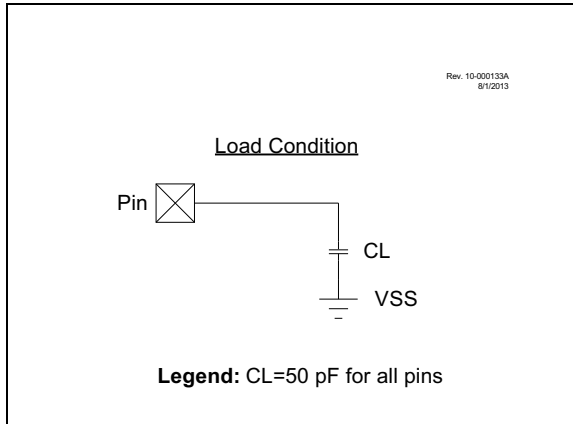 Rev. 10-000133A
8/1/2013
Load Condition
Pin
CL
VSS
Legend: CL=50 pF for all pins